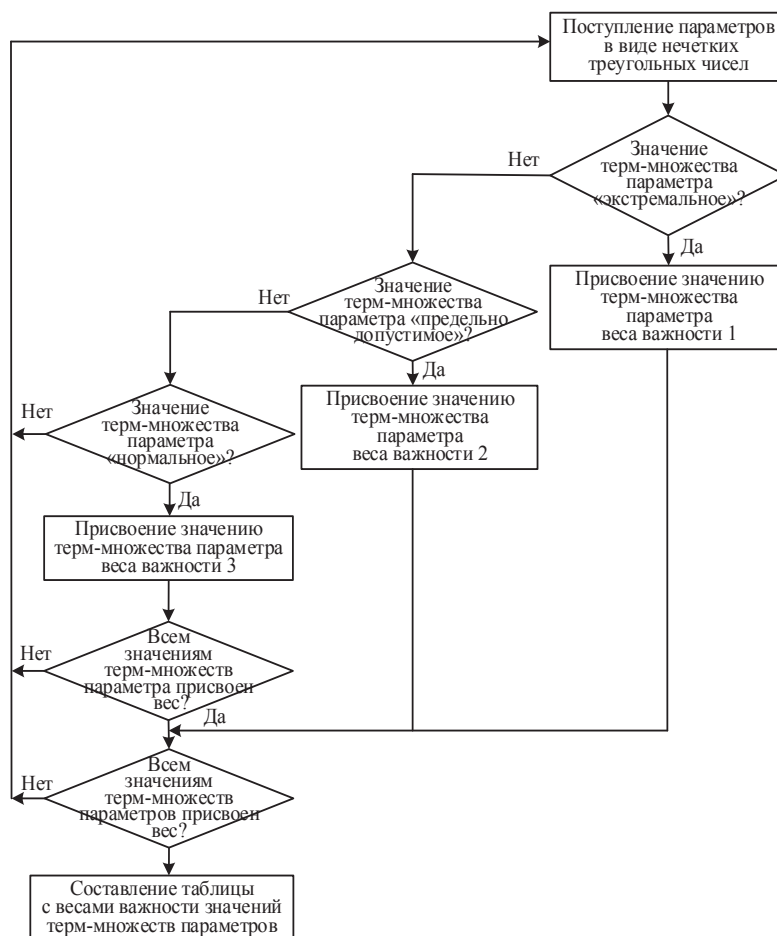 Поступление параметров
в виде нечетких
треугольных чисел
Значение
терм-множества
параметра
«экстремальное»?
Нет
Да
Присвоение значению
терм-множества
параметра
веса важности 1
Значение
терм-множества
параметра «предельно
допустимое»?
Нет
Да
Присвоение значению
терм-множества
параметра
веса важности 2
Значение
терм-множества
параметра
«нормальное»?
Нет
Да
Присвоение значению
терм-множества параметра
веса важности 3
Всем
значениям
терм-множеств
параметра присвоен
вес?
Нет
Да
Всем
значениям
терм-множеств
параметров присвоен
вес?
Нет
Составление таблицы
с весами важности значений
терм-множеств параметров